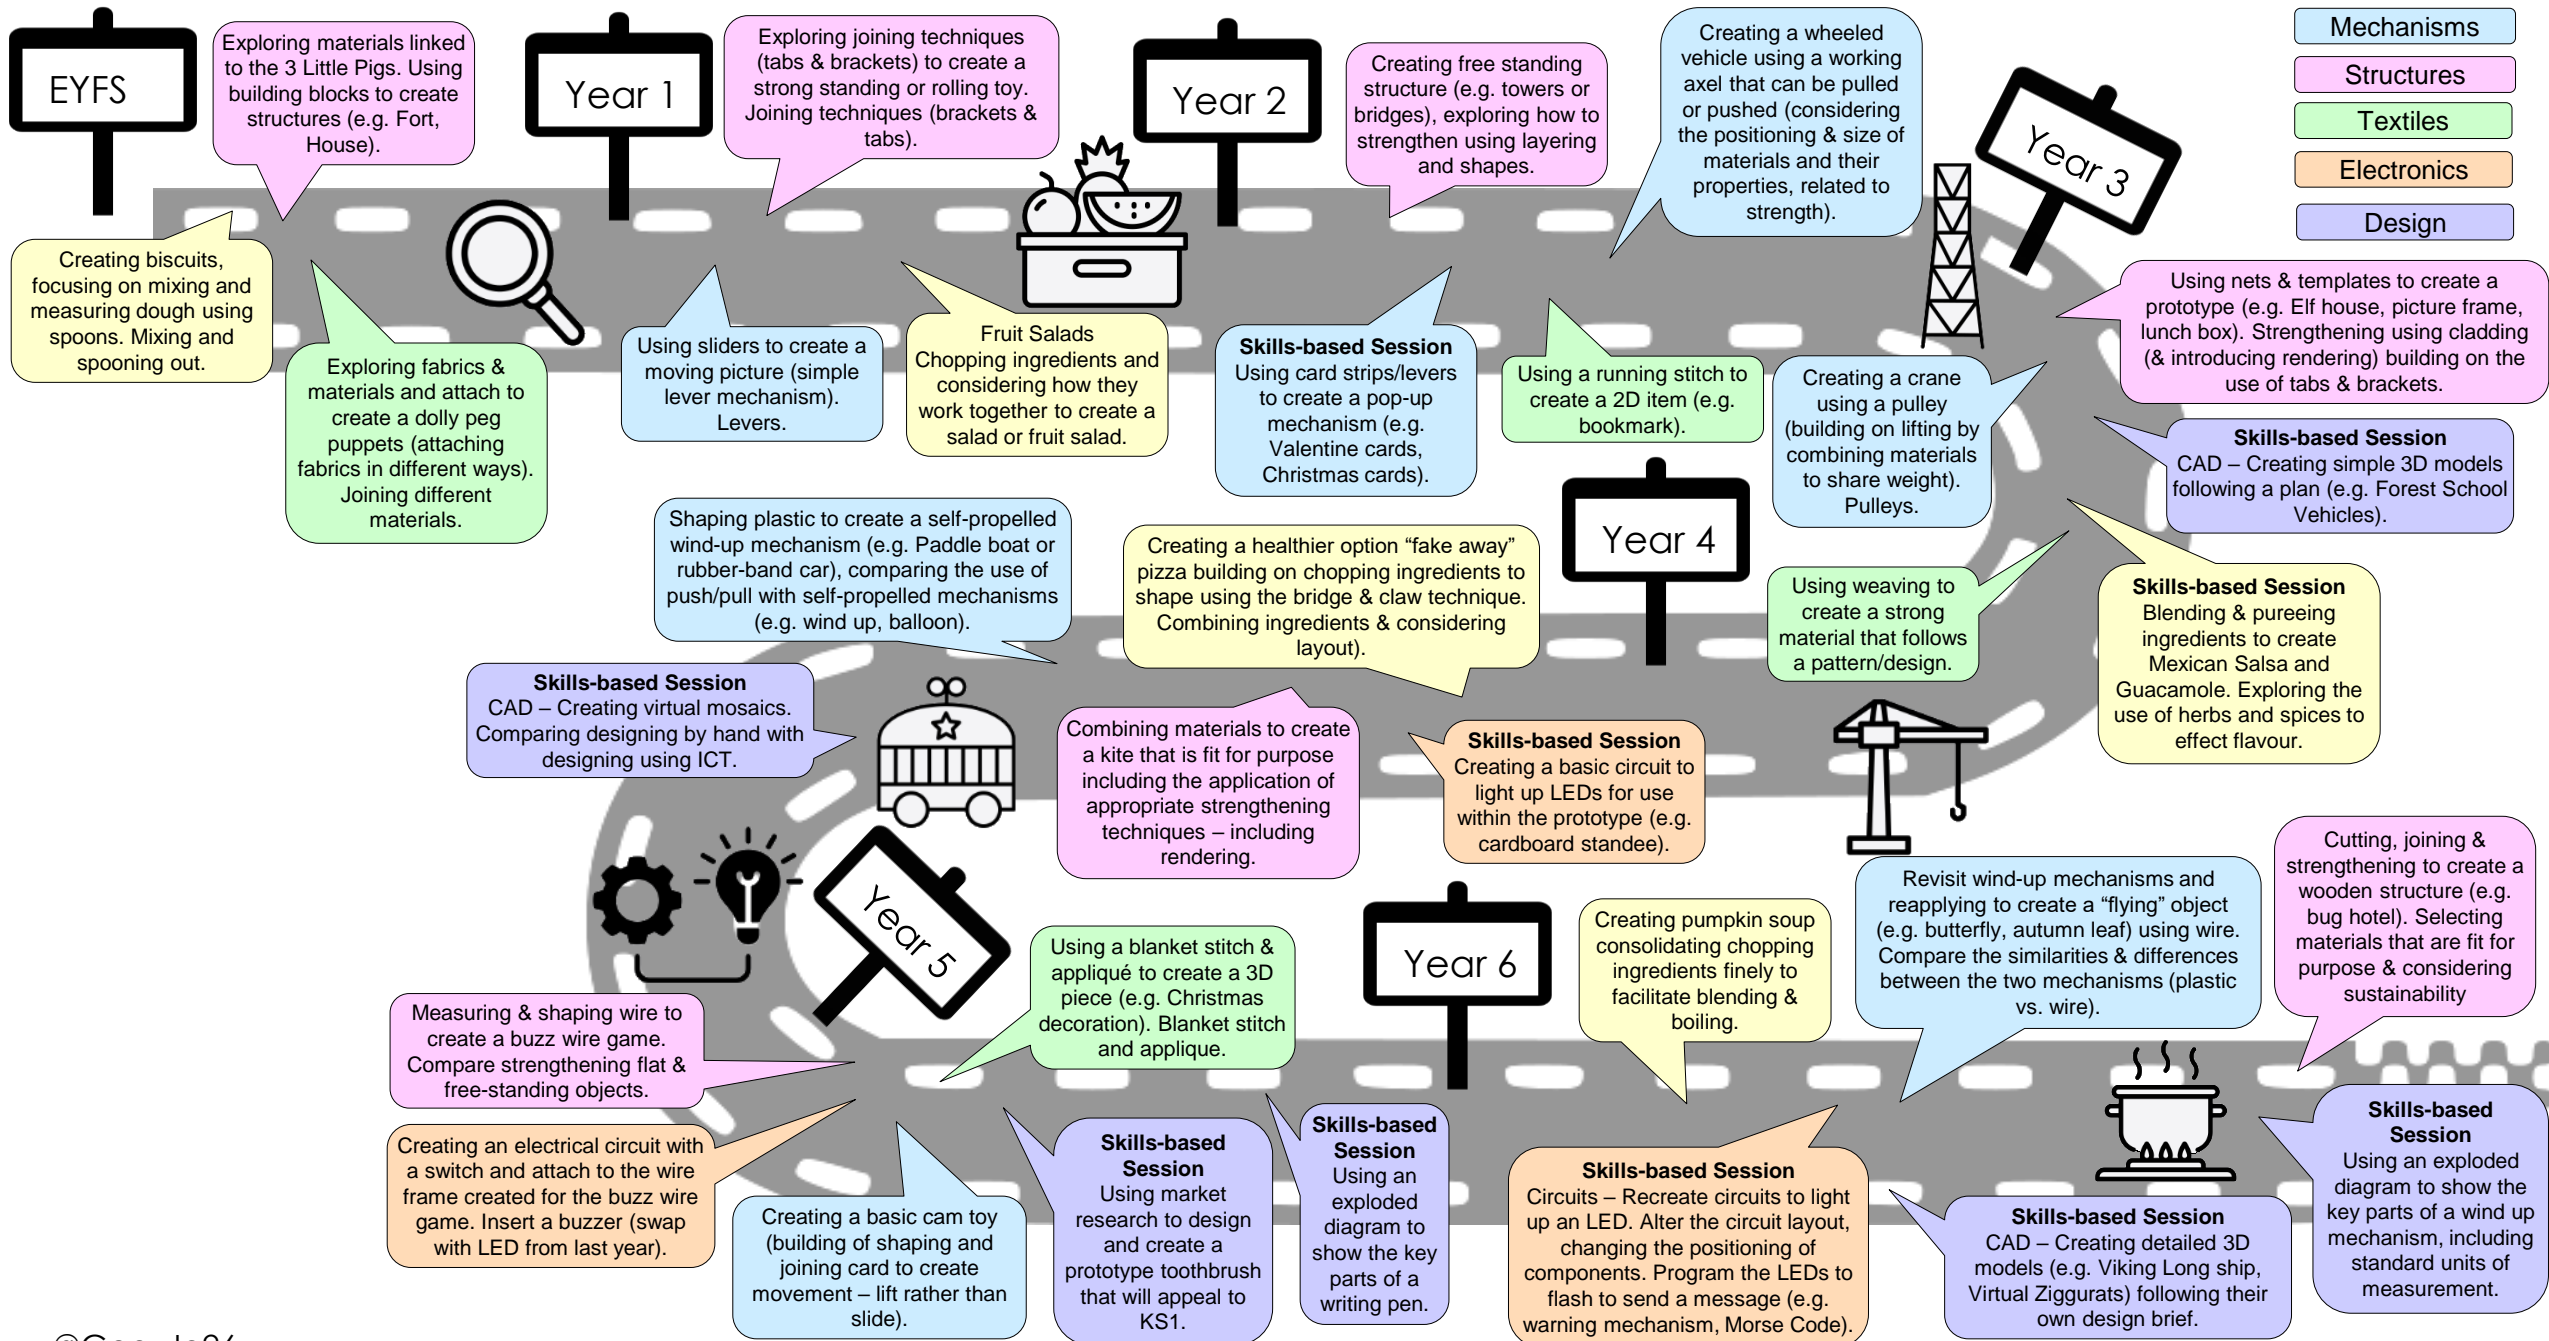 EYFS
Exploring materials linked
to the 3 Little Pigs. Using
building blocks to create
structures (e.g. Fort,
House).
Creating biscuits,
focusing on mixing and
measuring dough using
spoons. Mixing and
spooning out.
Exploring fabrics &
materials and attach to
create a dolly peg
puppets (attaching
fabrics in different ways).
Joining different
materials.
Year 1
Exploring joining techniques
(tabs & brackets) to create a
strong standing or rolling toy.
Joining techniques (brackets &
tabs).
Using sliders to create a
moving picture (simple
lever mechanism).
Levers.
Fruit Salads
Chopping ingredients and
considering how they
work together to create a
salad or fruit salad.
Year 2
Creating free standing
structure (e.g. towers or
bridges), exploring how to
strengthen using layering
and shapes.
Creating a wheeled
vehicle using a working
axel that can be pulled
or pushed (considering
the positioning & size of
materials and their
properties, related to
strength).
Skills-based Session
Using card strips/levers
to create a pop-up
mechanism (e.g.
Valentine cards,
Christmas cards).
Using a running stitch to
create a 2D item (e.g.
bookmark).
Mechanisms
Structures
Textiles
Electronics
Design
Year 3
Using nets & templates to create a
prototype (e.g. Elf house, picture frame,
lunch box). Strengthening using cladding
(& introducing rendering) building on the
use of tabs & brackets.
Creating a crane
using a pulley
(building on lifting by
combining materials
to share weight).
Pulleys.
Skills-based Session
CAD – Creating simple 3D models
following a plan (e.g. Forest School
Vehicles).
Skills-based Session
Blending & pureeing
ingredients to create
Mexican Salsa and
Guacamole. Exploring the
use of herbs and spices to
effect flavour.
Using weaving to
create a strong
material that follows
a pattern/design.
Year 4
Creating a healthier option “fake away”
pizza building on chopping ingredients to
shape using the bridge & claw technique.
Combining ingredients & considering
layout).
Skills-based Session
Creating a basic circuit to
light up LEDs for use
within the prototype (e.g.
cardboard standee).
Combining materials to create
a kite that is fit for purpose
including the application of
appropriate strengthening
techniques – including
rendering.
Shaping plastic to create a self-propelled
wind-up mechanism (e.g. Paddle boat or
rubber-band car), comparing the use of
push/pull with self-propelled mechanisms
(e.g. wind up, balloon).
Skills-based Session
CAD – Creating virtual mosaics.
Comparing designing by hand with
designing using ICT.
Year 5
Measuring & shaping wire to
create a buzz wire game.
Compare strengthening flat &
free-standing objects.
Using a blanket stitch &
appliqué to create a 3D
piece (e.g. Christmas
decoration). Blanket stitch
and applique.
Creating an electrical circuit with
a switch and attach to the wire
frame created for the buzz wire
game. Insert a buzzer (swap
with LED from last year).
Creating a basic cam toy
(building of shaping and
joining card to create
movement – lift rather than
slide).
Skills-based
Session
Using market
research to design
and create a
prototype toothbrush
that will appeal to
KS1.
Skills-based
Session
Using an
exploded
diagram to
show the key
parts of a
writing pen.
Year 6
Creating pumpkin soup
consolidating chopping
ingredients finely to
facilitate blending &
boiling.
Revisit wind-up mechanisms and
reapplying to create a “flying” object
(e.g. butterfly, autumn leaf) using wire.
Compare the similarities & differences
between the two mechanisms (plastic
vs. wire).
Cutting, joining &
strengthening to create a
wooden structure (e.g.
bug hotel). Selecting
materials that are fit for
purpose & considering
sustainability
Skills-based Session
Circuits – Recreate circuits to light
up an LED. Alter the circuit layout,
changing the positioning of
components. Program the LEDs to
flash to send a message (e.g.
warning mechanism, Morse Code).
Skills-based Session
CAD – Creating detailed 3D
models (e.g. Viking Long ship,
Virtual Ziggurats) following their
own design brief.
Skills-based
Session
Using an exploded
diagram to show the
key parts of a wind up
mechanism, including
standard units of
measurement.